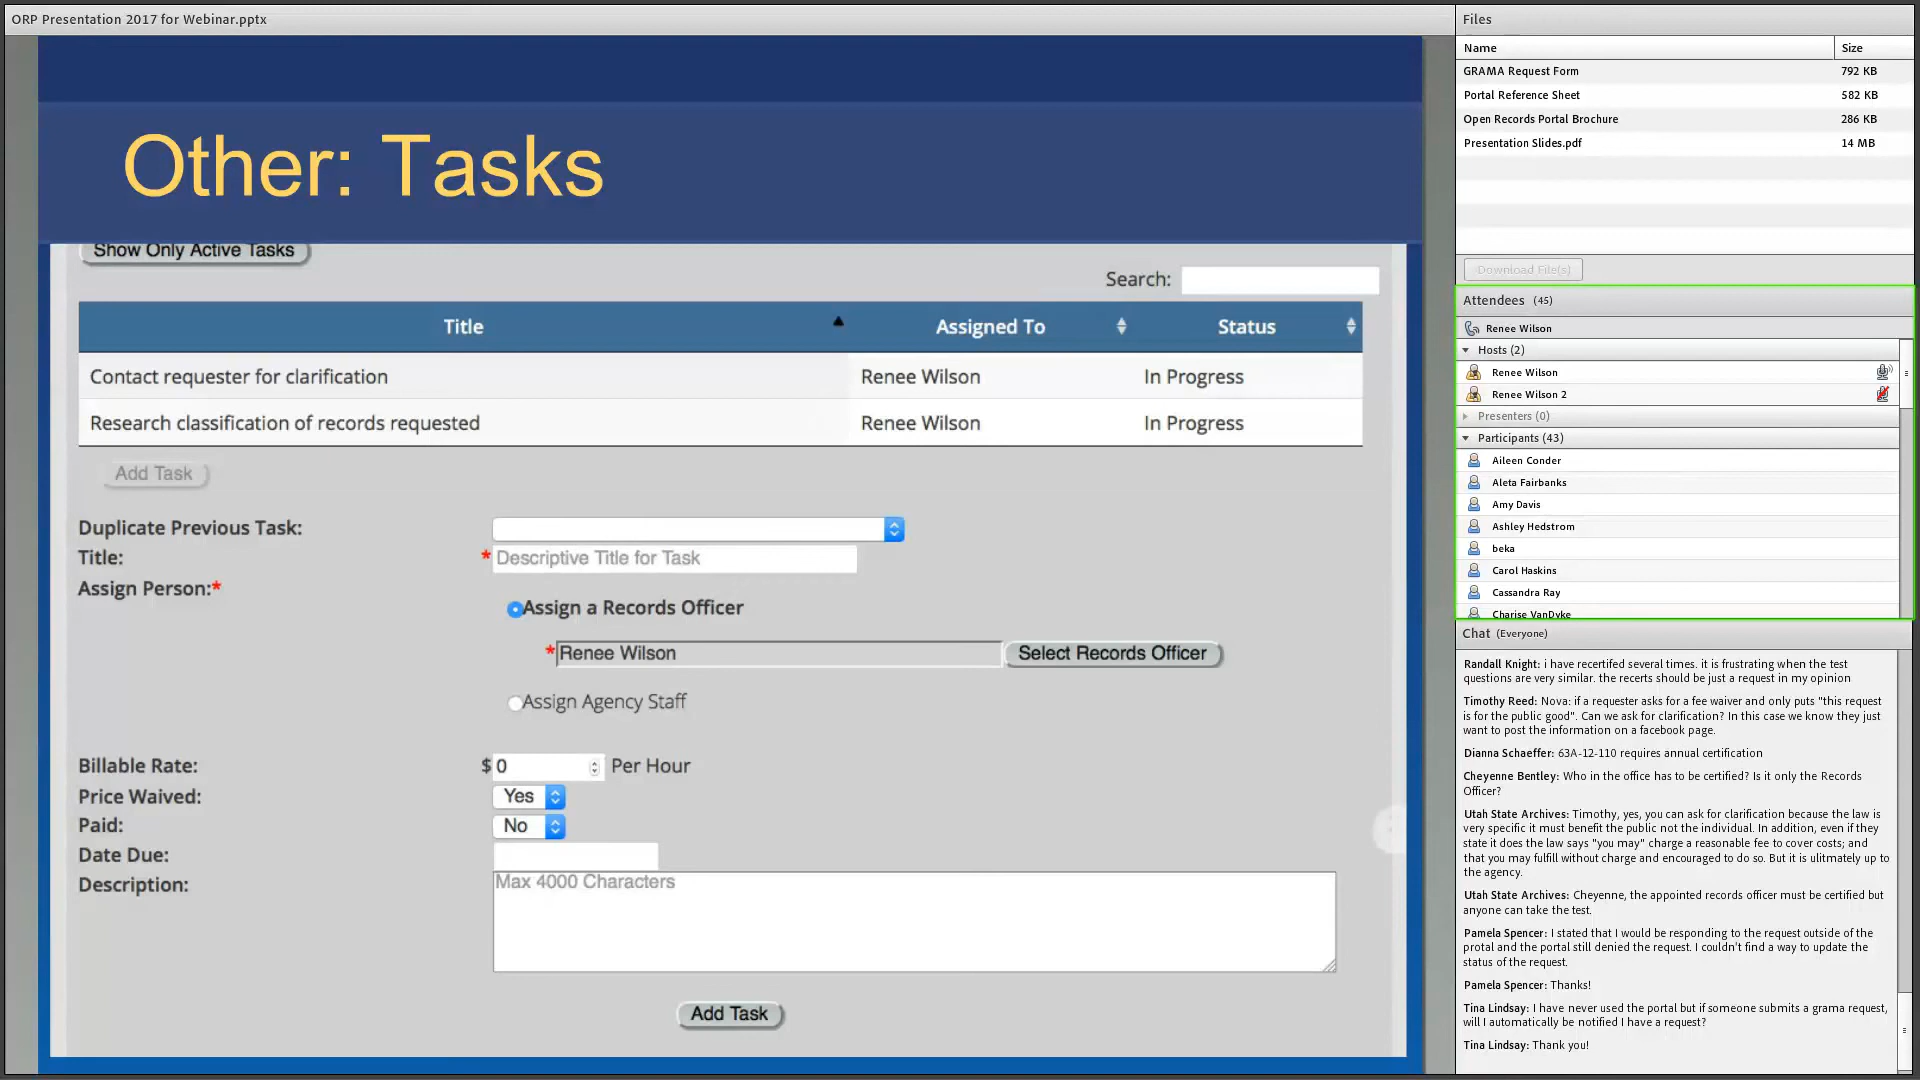 ORP Presentation 2017 for Webinar.pptx
Other: Tasks
Show Only Active Tasks
Search:
Title Assigned To Status
Contact requester for clarification Renee Wilson In Progress
Research classification of records requested Renee Wilson In Progress
Add Task
Duplicate Previous Task:
Title: * Descriptive Title for Task
Assign Person:*
Assign a Records Officer
* Renee Wilson Select Records Officer
Assign Agency Staff
Billable Rate: $ 0 Per Hour
Price Waived: Yes
Paid: No
Date Due:
Description: Max 4000 Characters
Add Task
Files
Name Size
GRAMA Request Form 792 KB
Portal Reference Sheet 582 KB
Open Records Portal Brochure 286 KB
Presentation Slides.pdf 14 MB
Download File(s)
Attendees (45)
Renee Wilson
Hosts (2)
Renee Wilson
Renee Wilson 2
Presenters (0)
Participants (43)
Aileen Conder
Aleta Fairbanks
Amy Davis
Ashley Hedstrom
beka
Carol Haskins
Cassandra Ray
Charise VanDyke
Chat (Everyone)
Randall Knight: i have recertifed several times. it is frustrating when the test
questions are very similar. the recerts should be just a request in my opinion
Timothy Reed: Nova: if a requester asks for a fee waiver and only puts "this request
is for the public good". Can we ask for clarification? In this case we know they just
want to post the information on a facebook page.
Dianna Schaeffer: 63A-12-110 requires annual certification
Cheyenne Bentley: Who in the office has to be certified? Is it only the Records
Officer?
Utah State Archives: Timothy, yes, you can ask for clarification because the law is
very specific it must benefit the public not the individual. In addition, even if they
state it does the law says "you may" charge a reasonable fee to cover costs; and
that you may fulfill without charge and encouraged to do so. But it is ulitmately up to
the agency.
Utah State Archives: Cheyenne, the appointed records officer must be certified but
anyone can take the test.
Pamela Spencer: I stated that I would be responding to the request outside of the
protal and the portal still denied the request. I couldn't find a way to update the
status of the request.
Pamela Spencer: Thanks!
Tina Lindsay: I have never used the portal but if someone submits a grama request,
will I automatically be notified I have a request?
Tina Lindsay: Thank you!